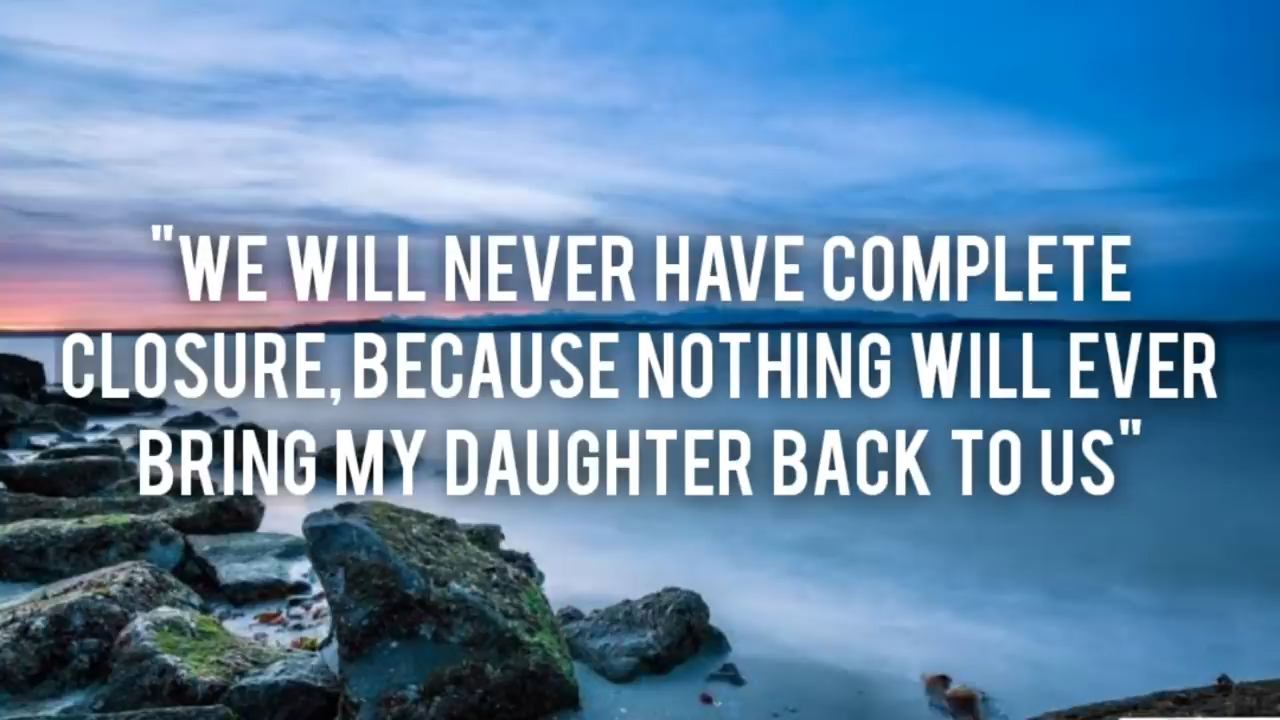 "WE WILL NEVER HAVE COMPLETE
CLOSURE, BECAUSE NOTHING WILL EVER
BRING MY DAUGHTER BACK TO US"